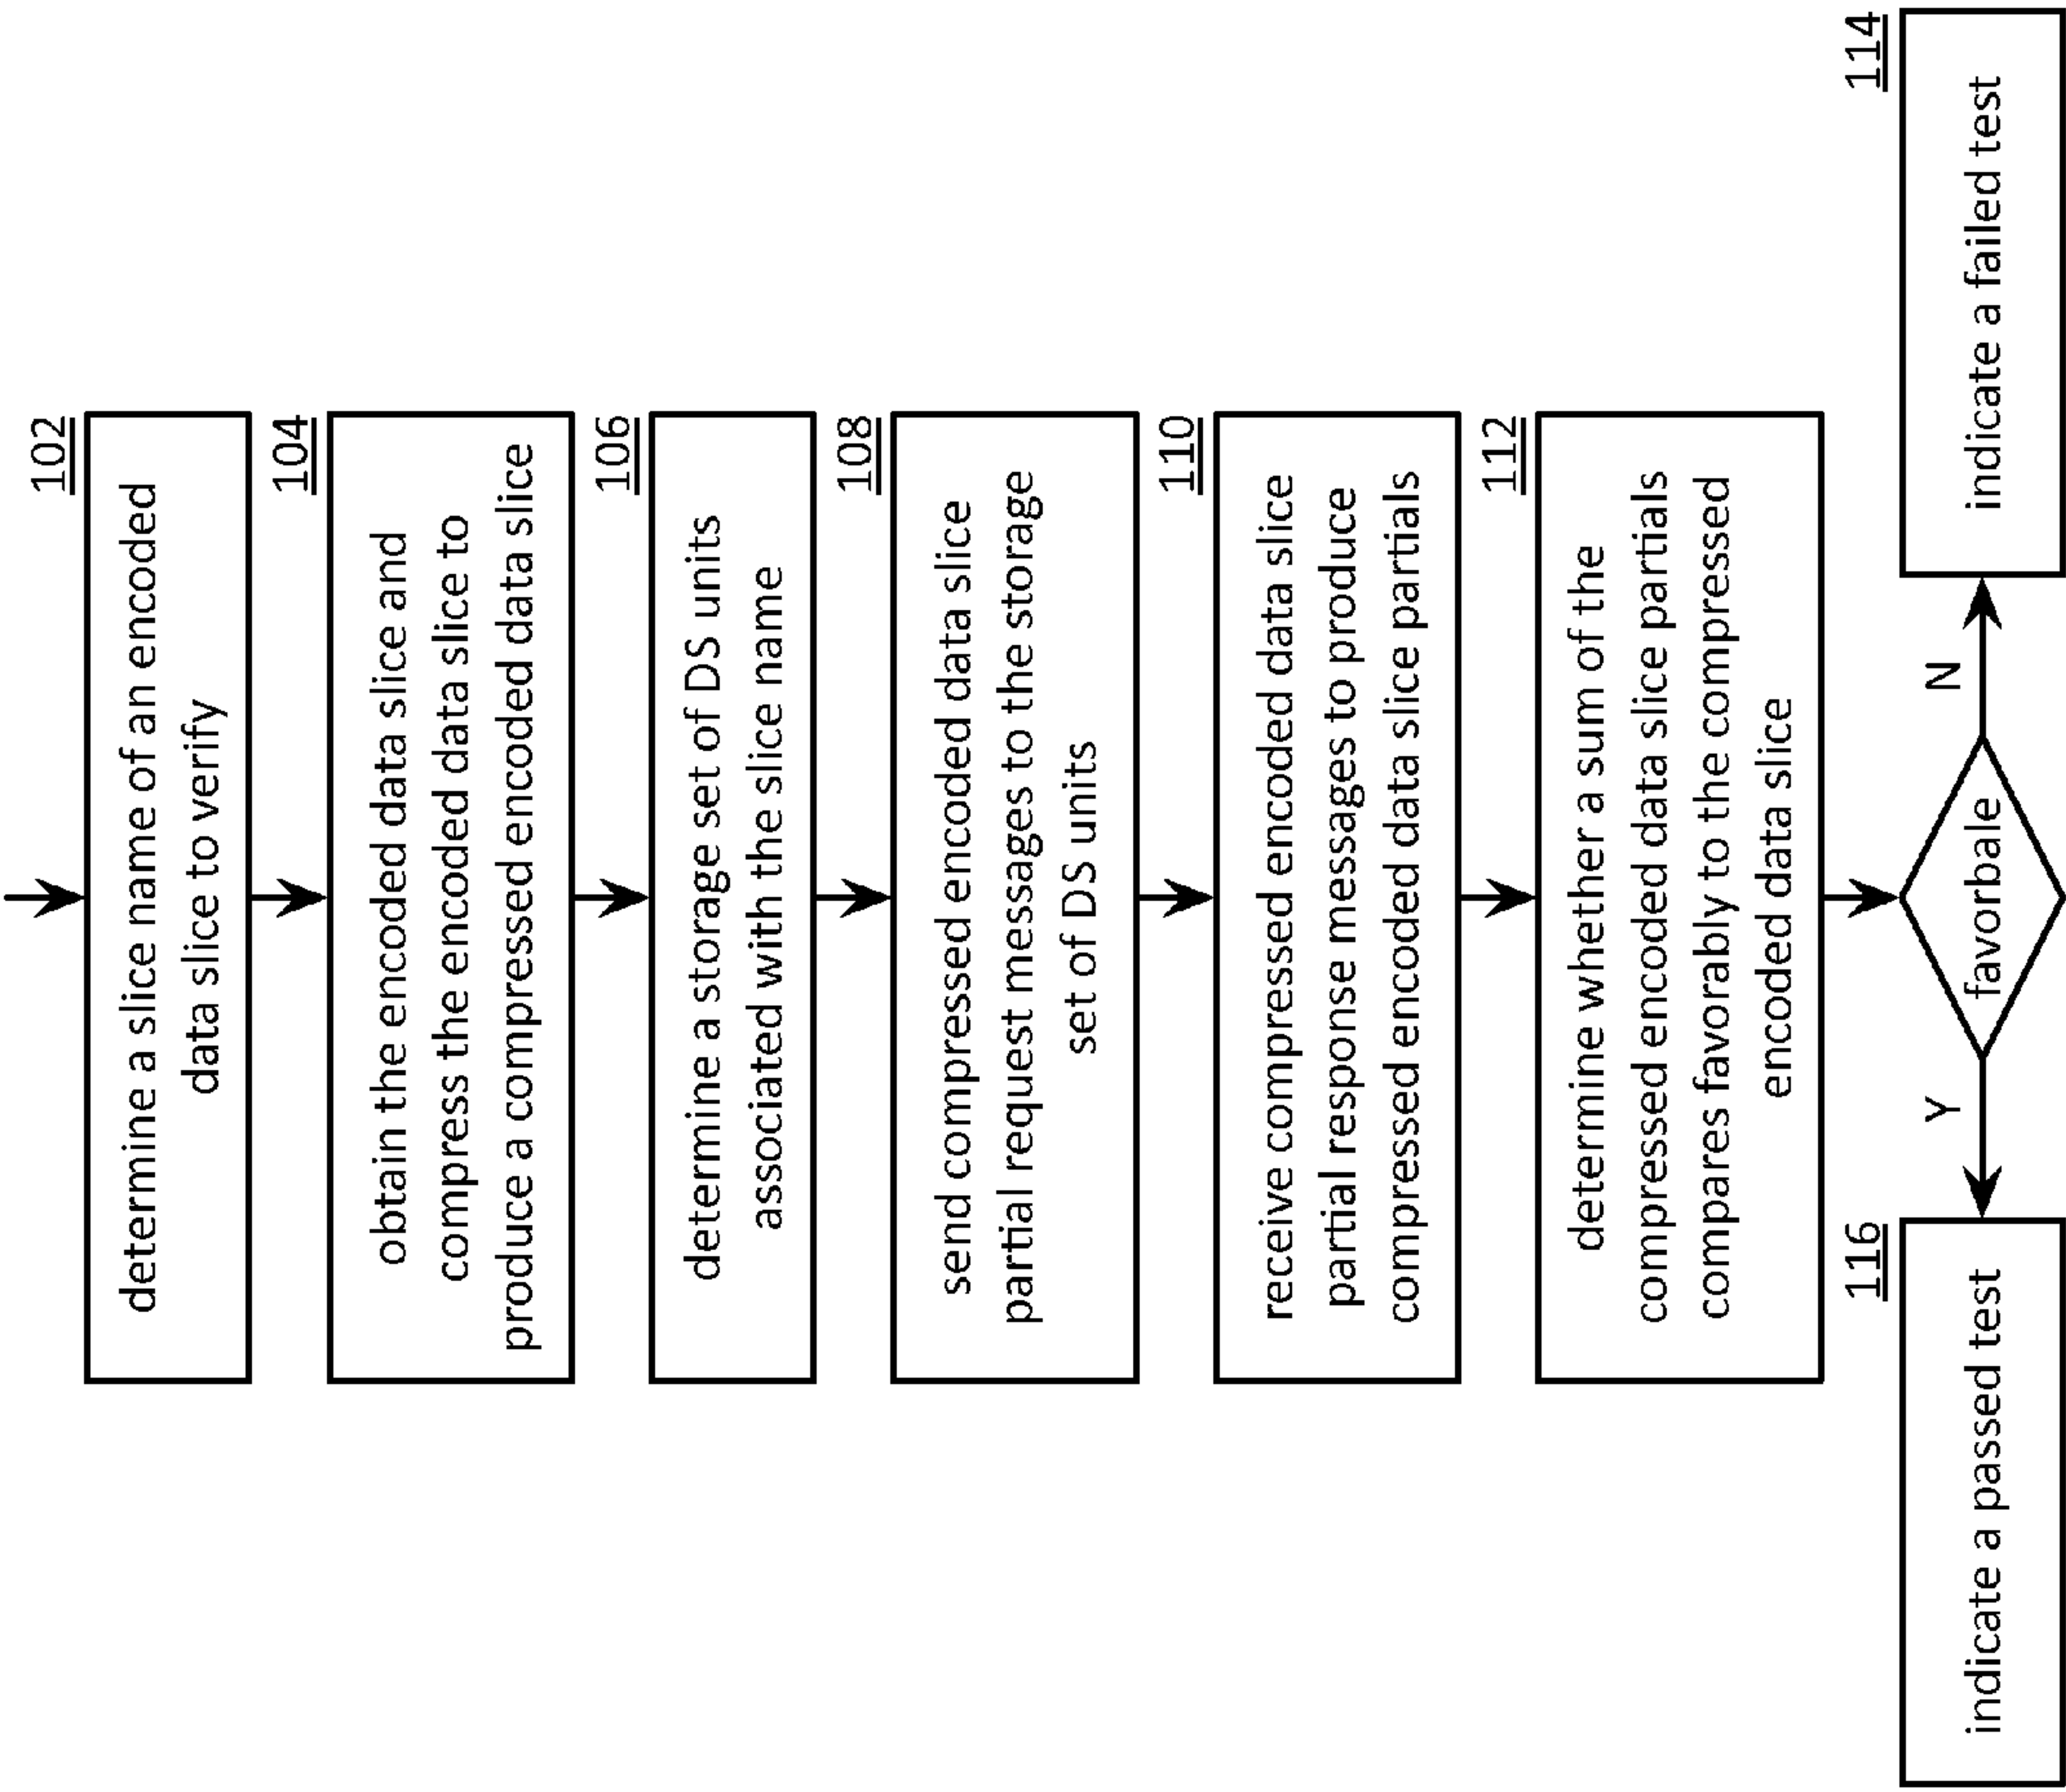 102
determine a slice name of an encoded
data slice to verify
104
obtain the encoded data slice and
compress the encoded data slice to
produce a compressed encoded data slice
106
determine a storage set of DS units
associated with the slice name
108
send compressed encoded data slice
partial request messages to the storage
set of DS units
110
receive compressed encoded data slice
partial response messages to produce
compressed encoded data slice partials
112
determine whether a sum of the
compressed encoded data slice partials
compares favorably to the compressed
encoded data slice
favorbale
Y
N
116
indicate a passed test
114
indicate a failed test